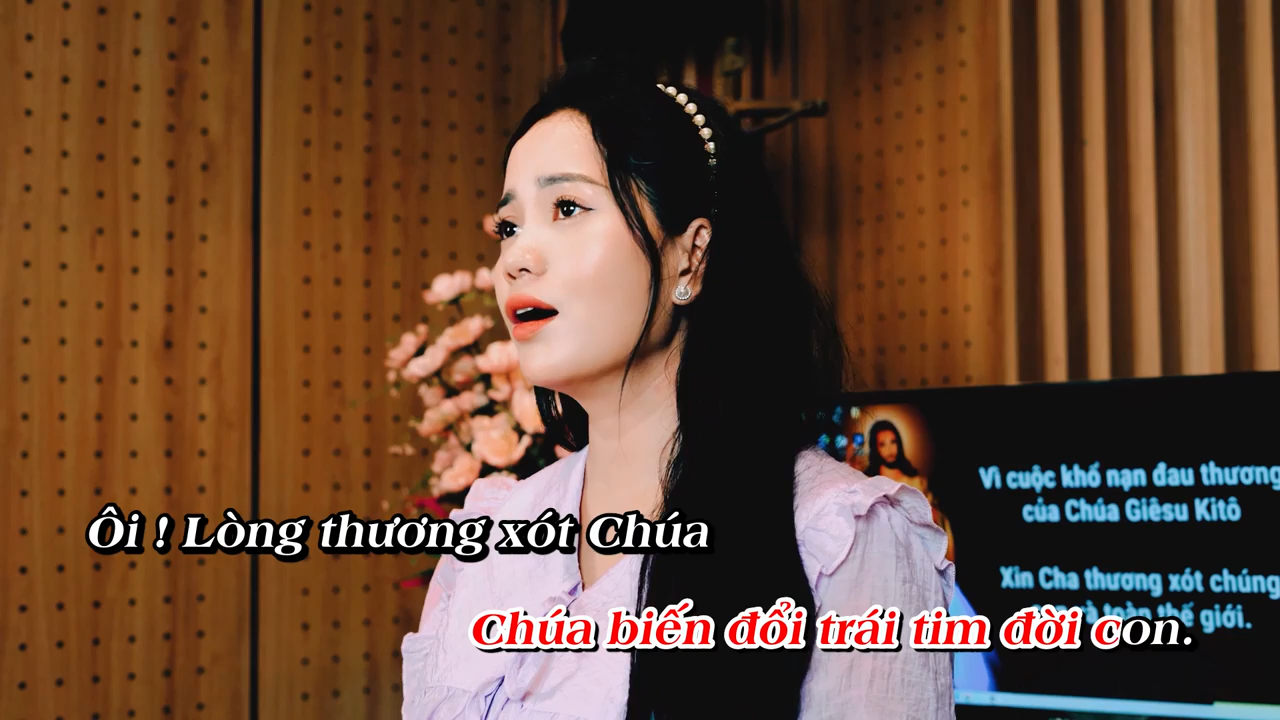 Vì cuộc khổ nạn đau thương
của Chúa Giêsu Kitô
Xin Cha thương xót chúng
và toàn thế giới.
Ôi ! Lòng thương xót Chúa
Chúa biến đổi trái tim đời con.